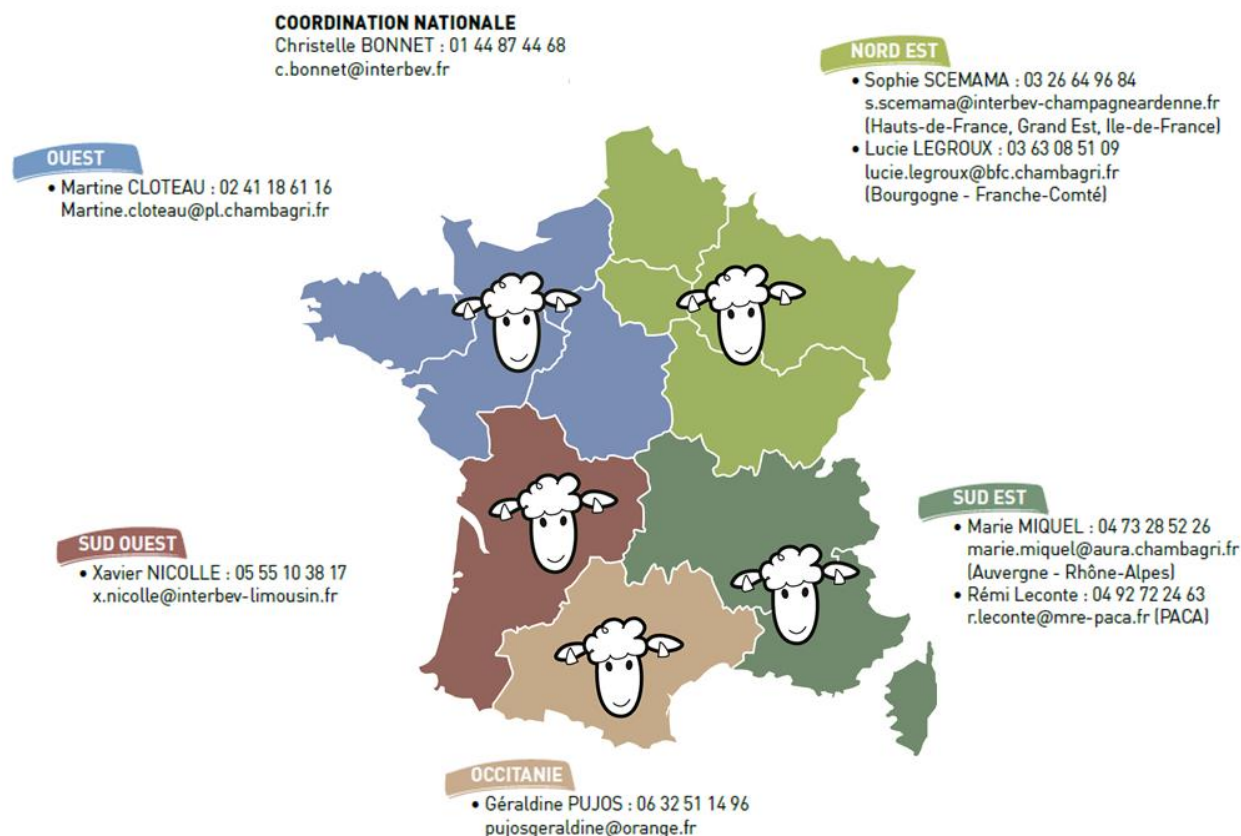 COORDINATION NATIONALE
Christelle BONNET : 01 44 87 44 68
c.bonnet@interbev.fr
NORD EST
• Sophie SCEMAMA : 03 26 64 96 84
s.scemama@interbev-champagneardenne.fr
(Hauts-de-France, Grand Est, Ile-de-France)
• Lucie LEGROUX : 03 63 08 51 09
lucie.legroux@bfc.chambagri.fr
(Bourgogne - Franche-Comté)
OUEST
• Martine CLOTEAU : 02 41 18 61 16
Martine.cloteau@pl.chambagri.fr
SUD EST
• Marie MIQUEL : 04 73 28 52 26
marie.miquel@aura.chambagri.fr
(Auvergne - Rhône-Alpes)
• Rémi Leconte : 04 92 72 24 63
r.leconte@mre-paca.fr (PACA)
SUD OUEST
• Xavier NICOLLE : 05 55 10 38 17
x.nicolle@interbev-limousin.fr
OCCITANIE
• Géraldine PUJOS : 06 32 51 14 96
pujosgeraldine@orange.fr